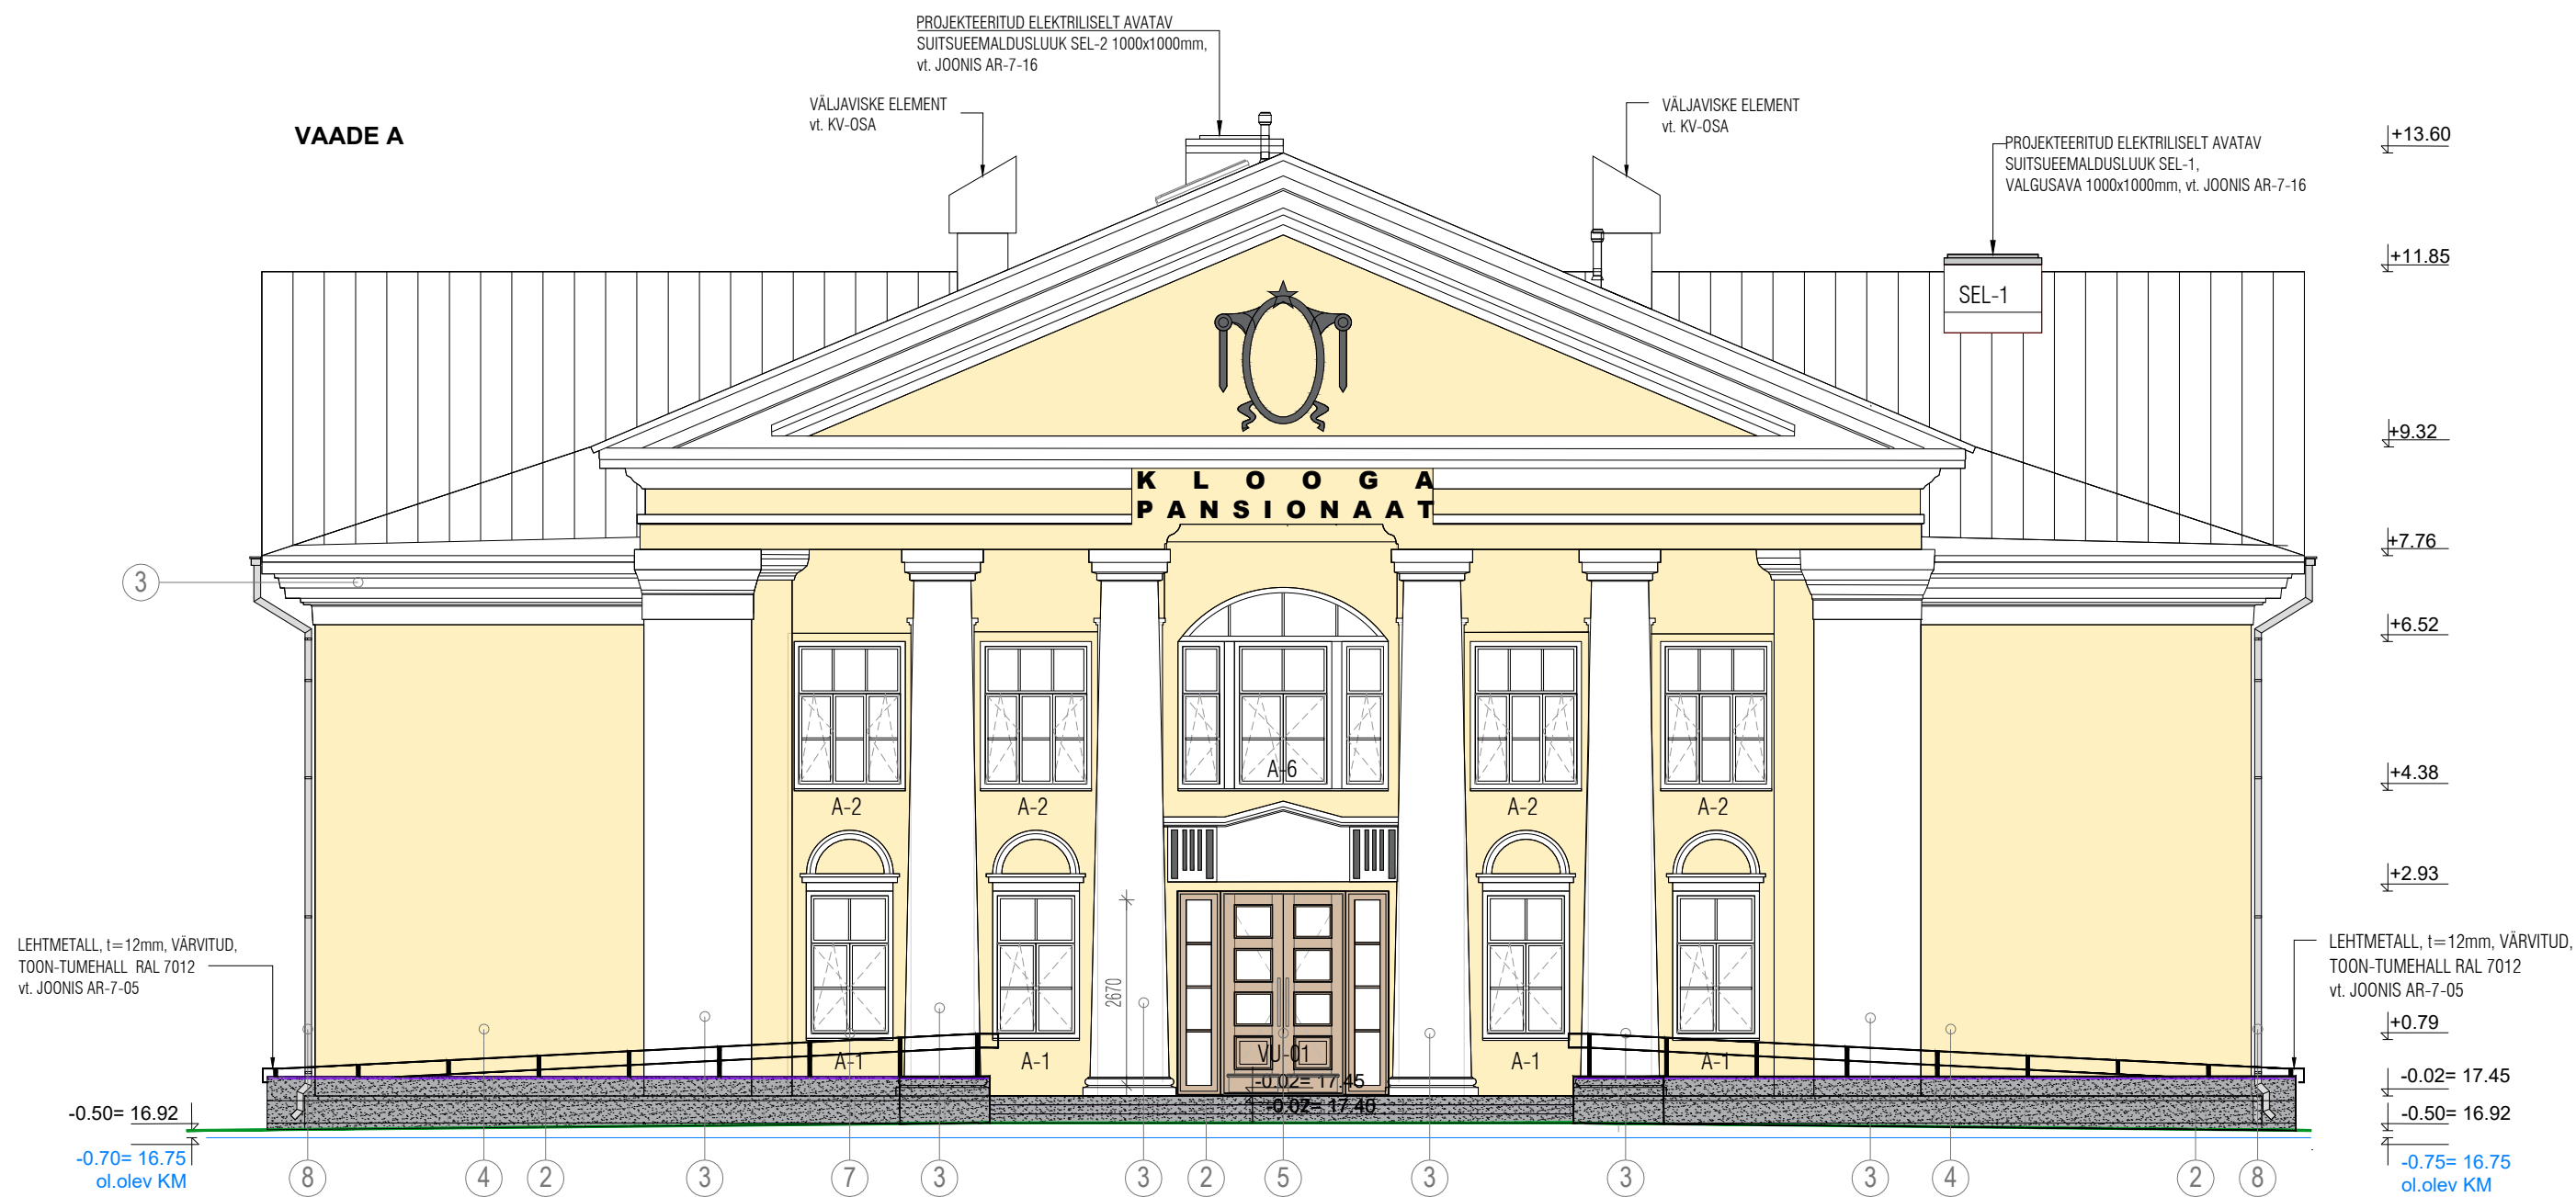 PROJEKTEERITUD ELEKTRILISELT AVATAV
SUITSUEEMALDUSLUUK SEL-2 1000x1000mm,
vt. JOONIS AR-7-16
VÄLJAVISKE ELEMENT
vt. KV-OSA
VÄLJAVISKE ELEMENT
vt. KV-OSA
VAADE A
PROJEKTEERITUD ELEKTRILISELT AVATAV
SUITSUEEMALDUSLUUK SEL-1,
VALGUSAVA 1000x1000mm, vt. JOONIS AR-7-16
+13.60
+11.85
SEL-1
+9.32
KLOOGA
PANSIONAAT
+7.76
3
+6.52
A-6
+4.38
A-2 A-2 A-2 A-2
+2.93
LEHTMETALL, t=12mm, VÄRVITUD,
TOON-TUMEHALL RAL 7012
vt. JOONIS AR-7-05
2670
LEHTMETALL, t=12mm, VÄRVITUD,
TOON-TUMEHALL RAL 7012
vt. JOONIS AR-7-05
+0.79
A-1 A-1 VU-01 A-1 A-1
-0.02= 17.45
-0.02= 17.45
-0.02= 17.40
-0.50= 16.92
-0.50= 16.92
-0.70= 16.75
ol.olev KM
-0.75= 16.75
ol.olev KM
8 4 2 3 7 3 3 2 5 3 3 3 4 2 8